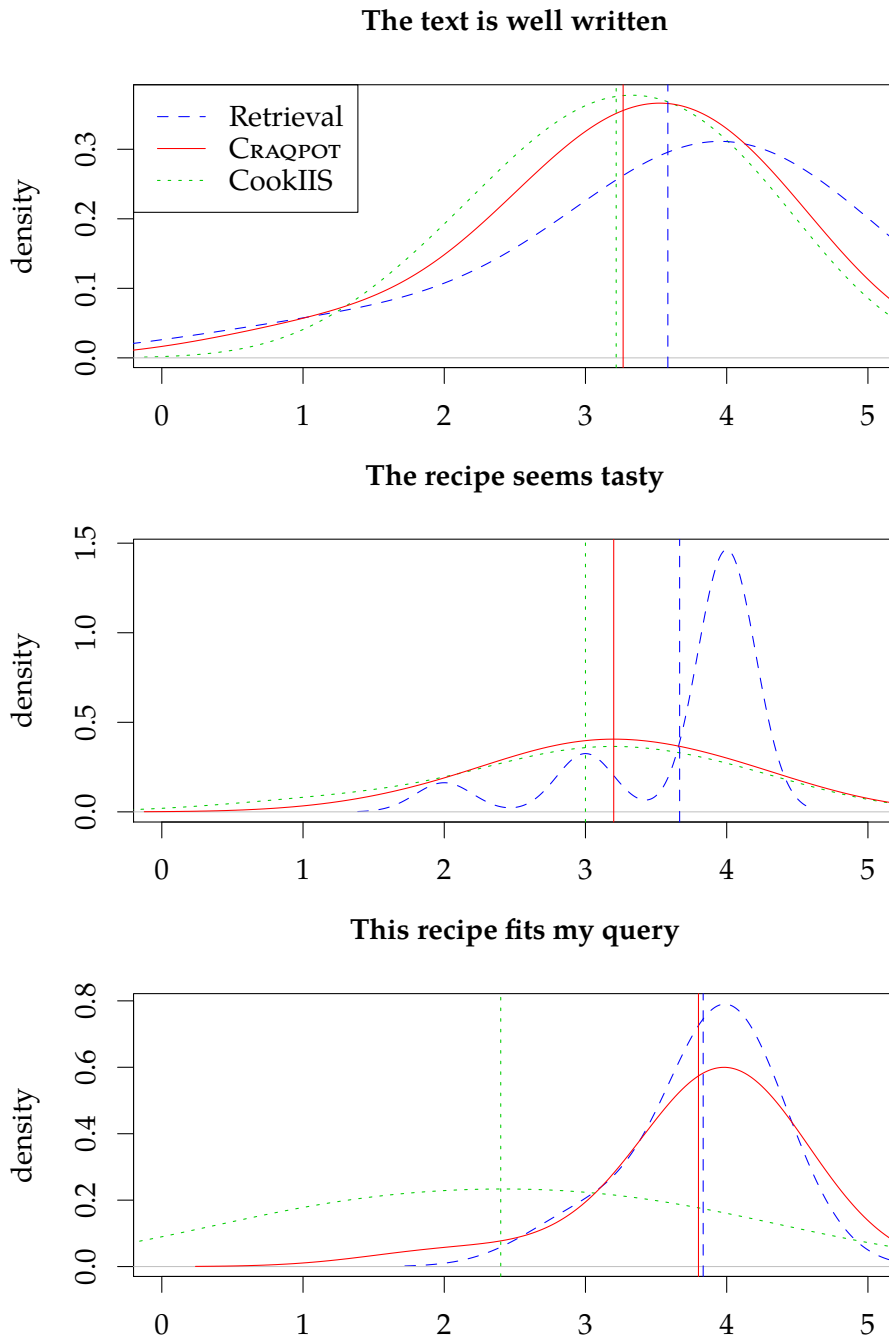 The text is well written
Retrieval
CRAQPOT
CookIIS
density
0.0 0.1 0.2 0.3
0 1 2 3 4 5
The recipe seems tasty
density
0.0 0.5 1.0 1.5
0 1 2 3 4 5
This recipe fits my query
density
0.0 0.2 0.4 0.6 0.8
0 1 2 3 4 5